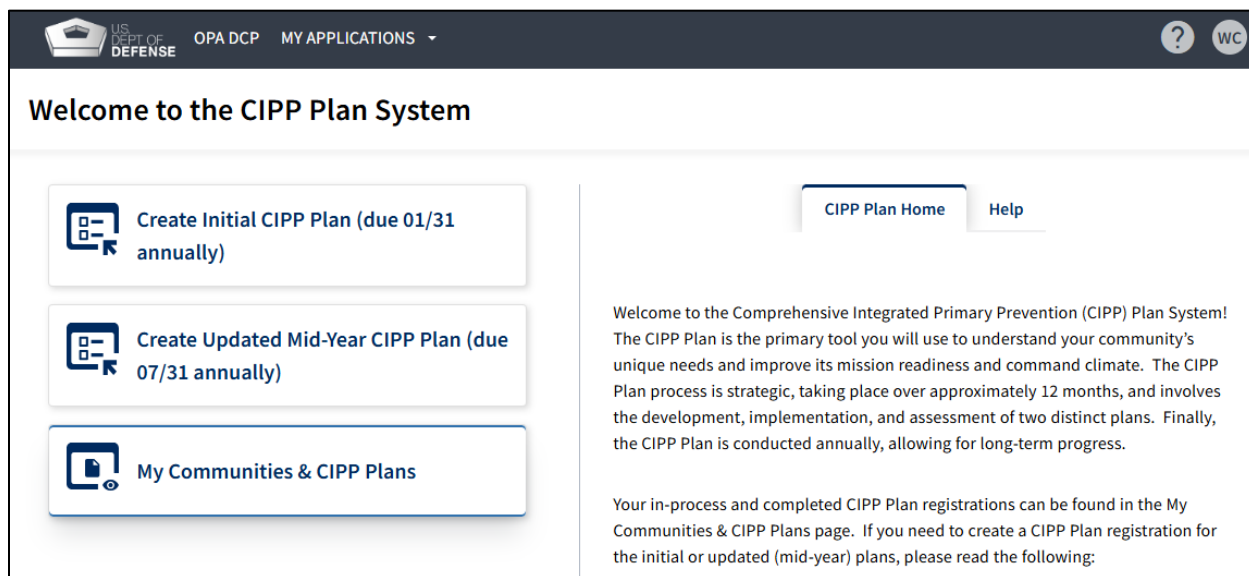 U.S.
DEPT OF
DEFENSE
OPA DCP
MY APPLICATIONS
?
WC
Welcome to the CIPP Plan System
Create Initial CIPP Plan (due 01/31
annually)
Create Updated Mid-Year CIPP Plan (due
07/31 annually)
My Communities & CIPP Plans
CIPP Plan Home
Help
Welcome to the Comprehensive Integrated Primary Prevention (CIPP) Plan System!
The CIPP Plan is the primary tool you will use to understand your community’s
unique needs and improve its mission readiness and command climate.  The CIPP
Plan process is strategic, taking place over approximately 12 months, and involves
the development, implementation, and assessment of two distinct plans.  Finally,
the CIPP Plan is conducted annually, allowing for long-term progress.
Your in-process and completed CIPP Plan registrations can be found in the My
Communities & CIPP Plans page.  If you need to create a CIPP Plan registration for
the initial or updated (mid-year) plans, please read the following: